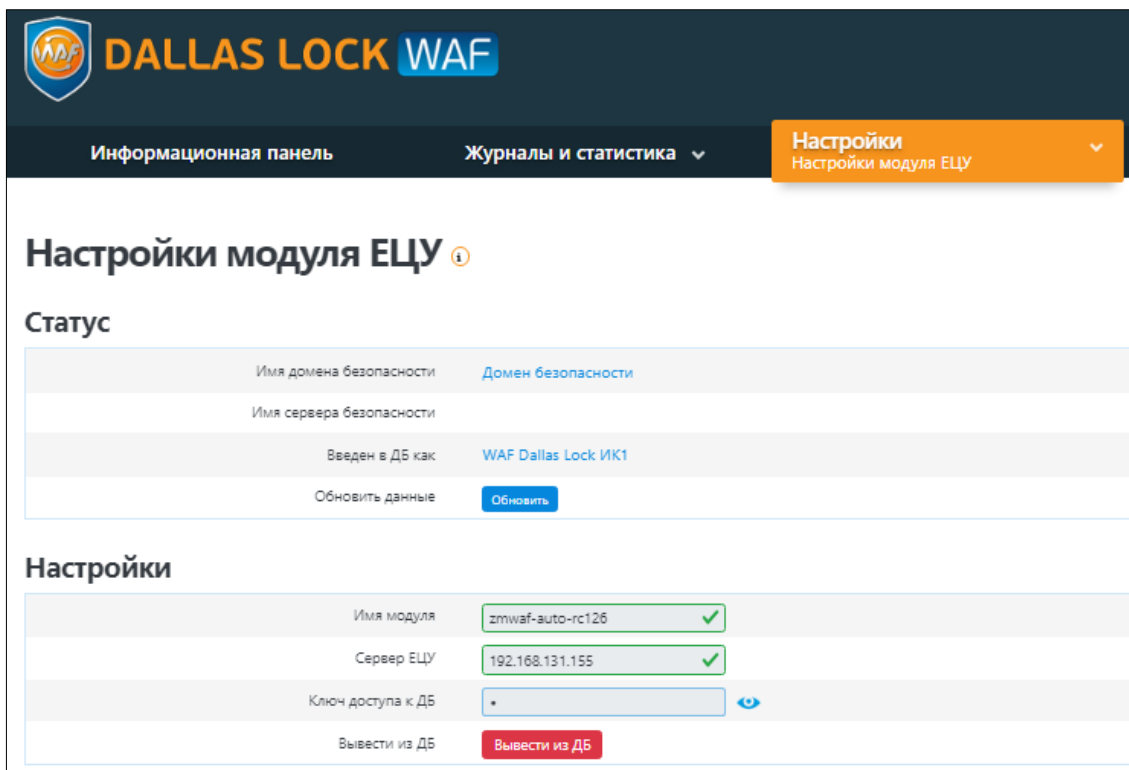 WAF DALLAS LOCK WAF
Информационная панель Журналы и статистика Настройки
Настройки модуля ЕЦУ
Настройки модуля ЕЦУ i
Статус
Имя домена безопасности Домен безопасности
Имя сервера безопасности
Введен в ДБ как WAF Dallas Lock ИК1
Обновить данные Обновить
Настройки
Имя модуля zmwaf-auto-rc126
Сервер ЕЦУ 192.168.131.155
Ключ доступа к ДБ •
Вывести из ДБ Вывести из ДБ